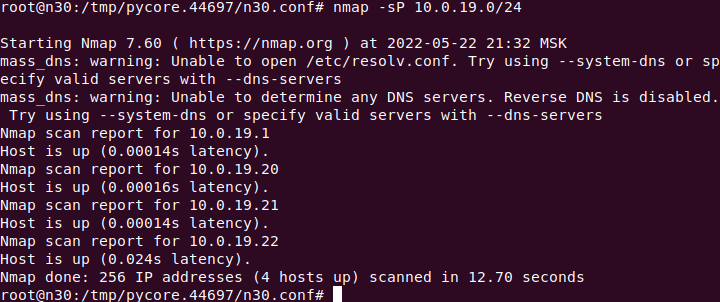 root@n30:/tmp/pycore.44697/n30.conf# nmap -sP 10.0.19.0/24
Starting Nmap 7.60 ( https://nmap.org ) at 2022-05-22 21:32 MSK
mass_dns: warning: Unable to open /etc/resolv.conf. Try using --system-dns or sp
ecify valid servers with --dns-servers
mass_dns: warning: Unable to determine any DNS servers. Reverse DNS is disabled.
 Try using --system-dns or specify valid servers with --dns-servers
Nmap scan report for 10.0.19.1
Host is up (0.00014s latency).
Nmap scan report for 10.0.19.20
Host is up (0.00016s latency).
Nmap scan report for 10.0.19.21
Host is up (0.00014s latency).
Nmap scan report for 10.0.19.22
Host is up (0.024s latency).
Nmap done: 256 IP addresses (4 hosts up) scanned in 12.70 seconds
root@n30:/tmp/pycore.44697/n30.conf#